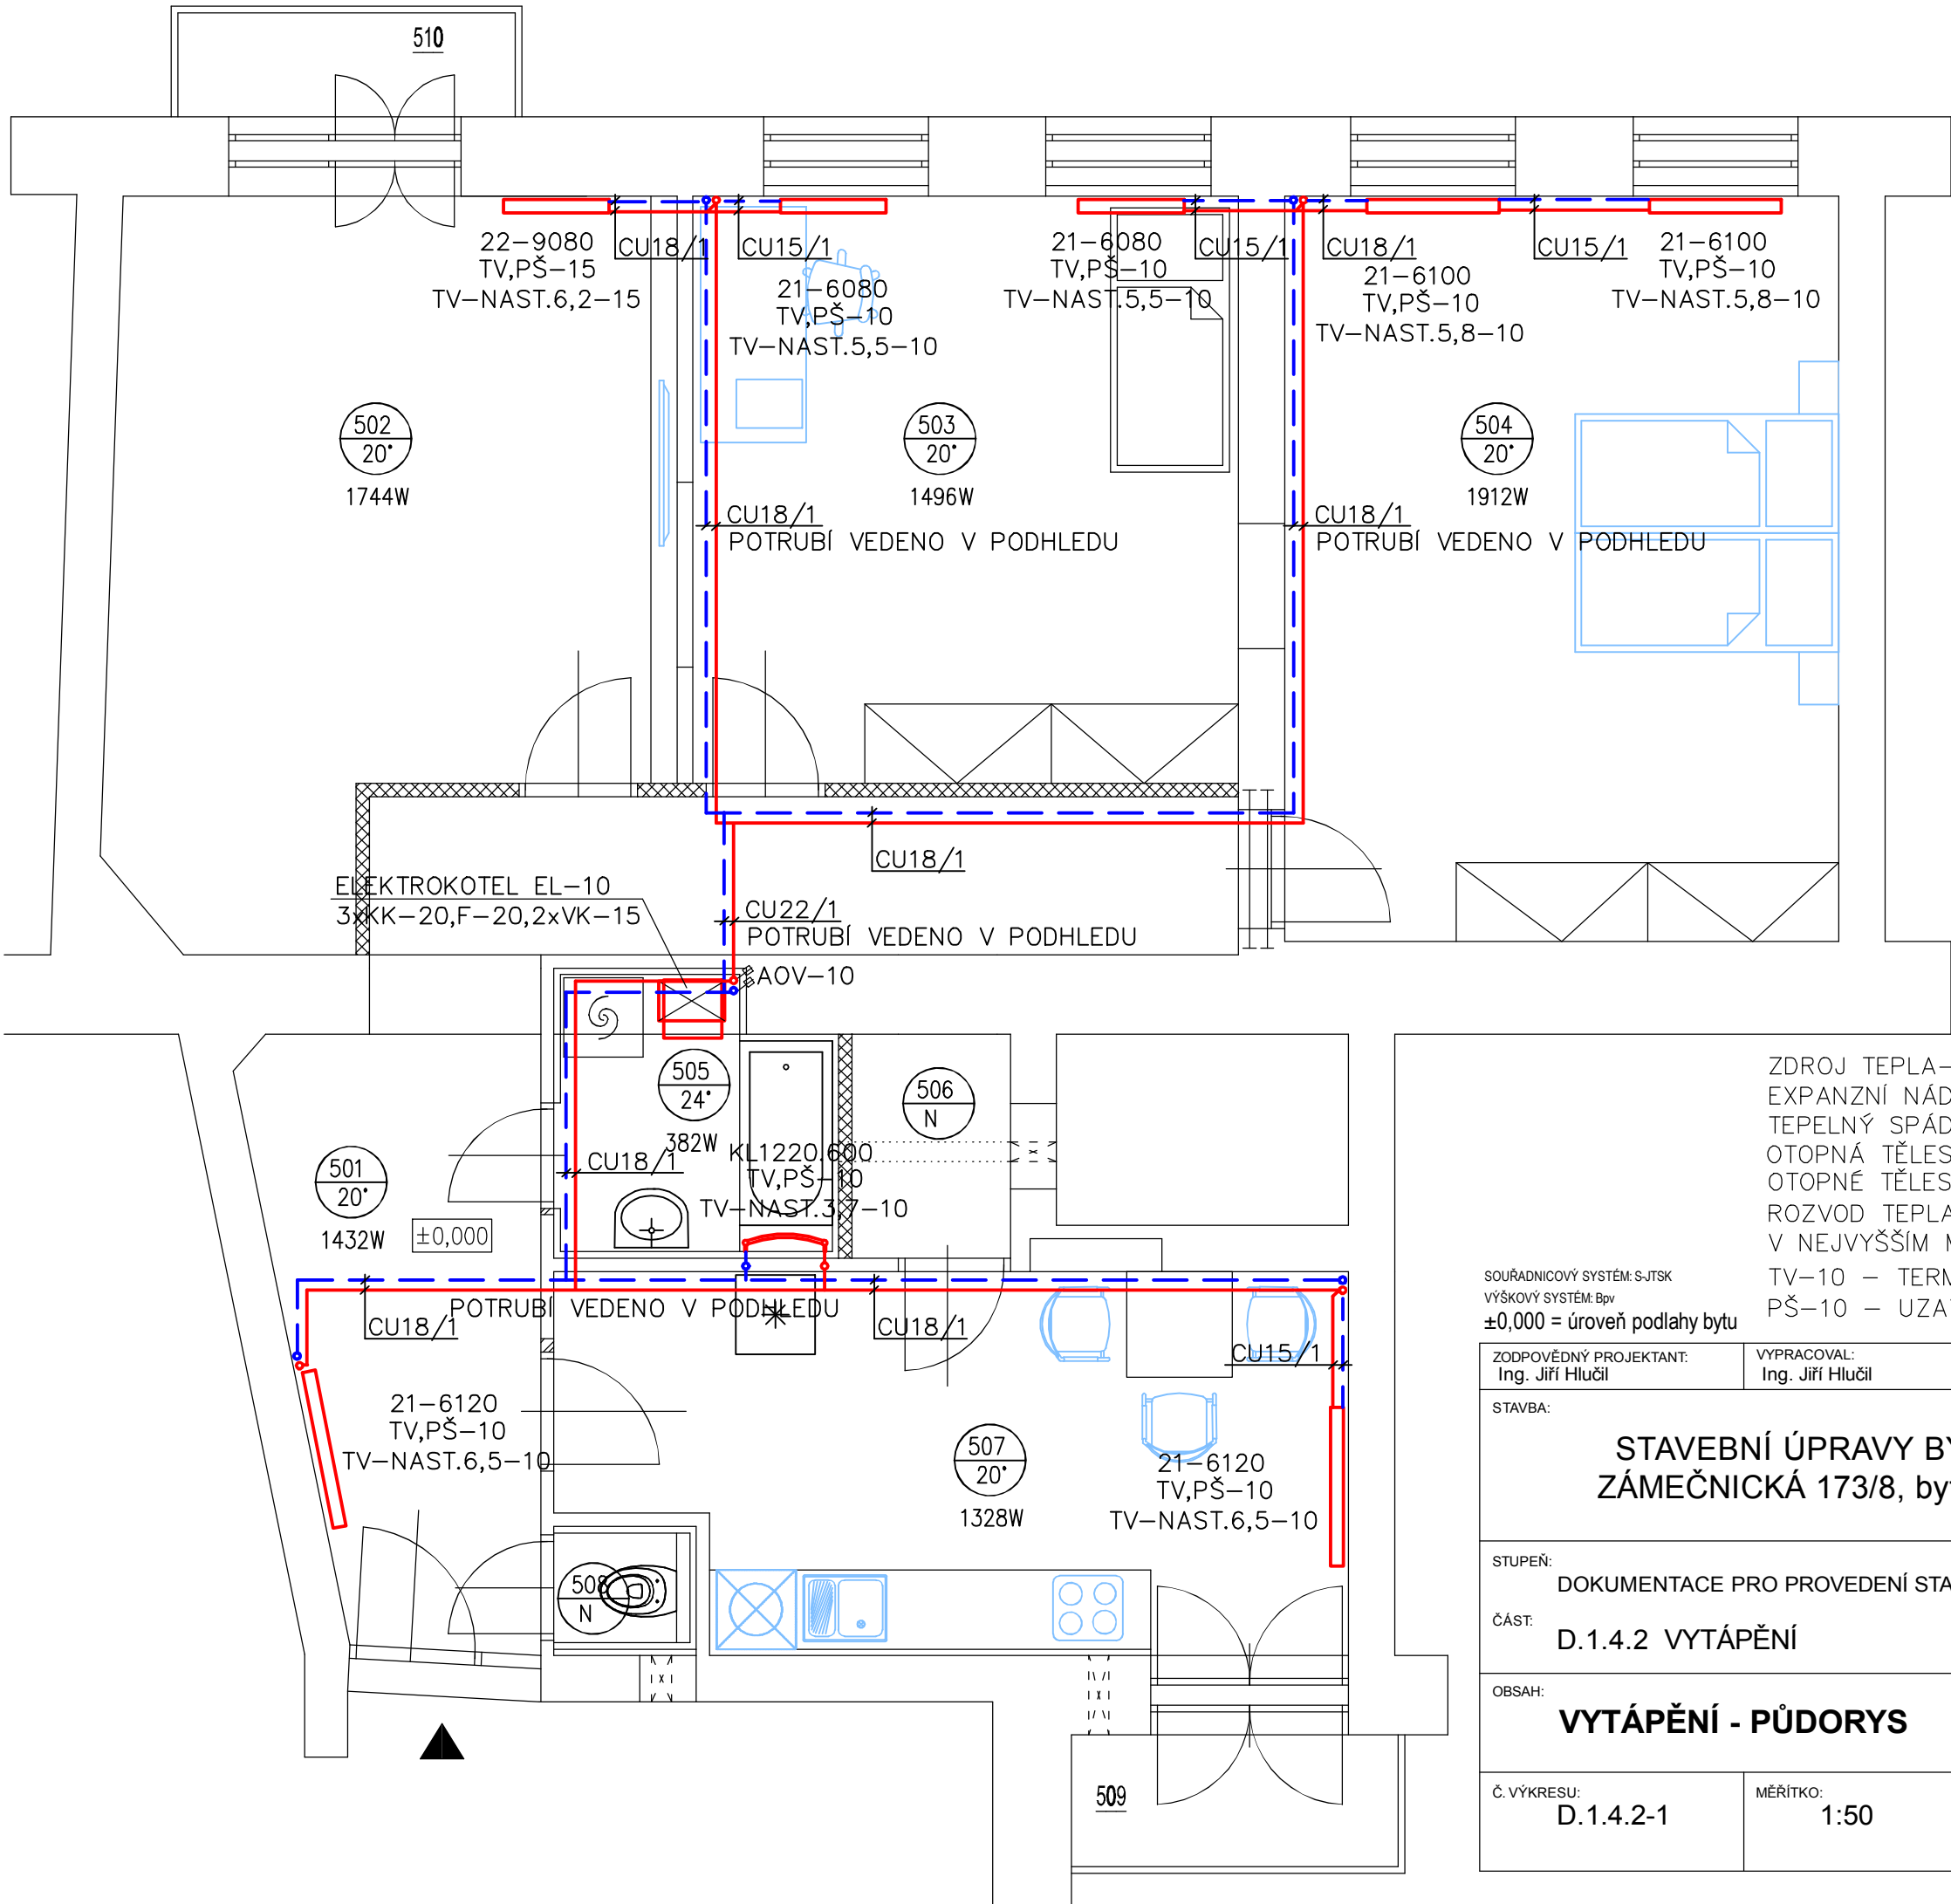 510
22-9080
TV,PŠ-15
TV-NAST.6,2-15
CU18/1
CU15/1
21-6080
TV,PŠ-10
TV-NAST.5,5-10
21-6080
TV,PŠ-10
TV-NAST.5,5-10
CU15/1
CU18/1
21-6100
TV,PŠ-10
TV-NAST.5,8-10
CU15/1
21-6100
TV,PŠ-10
TV-NAST.5,8-10
502
20°
1744W
503
20°
1496W
504
20°
1912W
CU18/1
POTRUBÍ VEDENO V PODHLEDU
CU18/1
POTRUBÍ VEDENO V PODHLEDU
CU18/1
ELEKTROKOTEL EL-10
3xKK-20,F-20,2xVK-15
CU22/1
POTRUBÍ VEDENO V PODHLEDU
AOV-10
505
24°
382W
506
N
KL1220.600
TV,PŠ-10
TV-NAST.3,7-10
CU18/1
501
20°
1432W
±0,000
POTRUBÍ VEDENO V PODHLEDU
CU18/1
CU18/1
CU15/1
21-6120
TV,PŠ-10
TV-NAST.6,5-10
507
20°
1328W
21-6120
TV,PŠ-10
TV-NAST.6,5-10
508
N
509
ZDROJ TEPLA-
EXPANZNÍ NÁD
TEPELNÝ SPÁD
OTOPNÁ TĚLES
OTOPNÉ TĚLES
ROZVOD TEPLA
V NEJVYŠŠÍM
TV-10 - TERM
PŠ-10 - UZA
SOUŘADNICOVÝ SYSTÉM: S-JTSK
VÝŠKOVÝ SYSTÉM: Bpv
±0,000 = úroveň podlahy bytu
ZODPOVĚDNÝ PROJEKTANT:
Ing. Jiří Hlučil
VYPRACOVAL:
Ing. Jiří Hlučil
STAVBA:
STAVEBNÍ ÚPRAVY BY
ZÁMEČNICKÁ 173/8, byt
STUPEŇ:
DOKUMENTACE PRO PROVEDENÍ STA
ČÁST:
D.1.4.2 VYTÁPĚNÍ
OBSAH:
VYTÁPĚNÍ - PŮDORYS
Č. VÝKRESU:
D.1.4.2-1
MĚŘÍTKO:
1:50